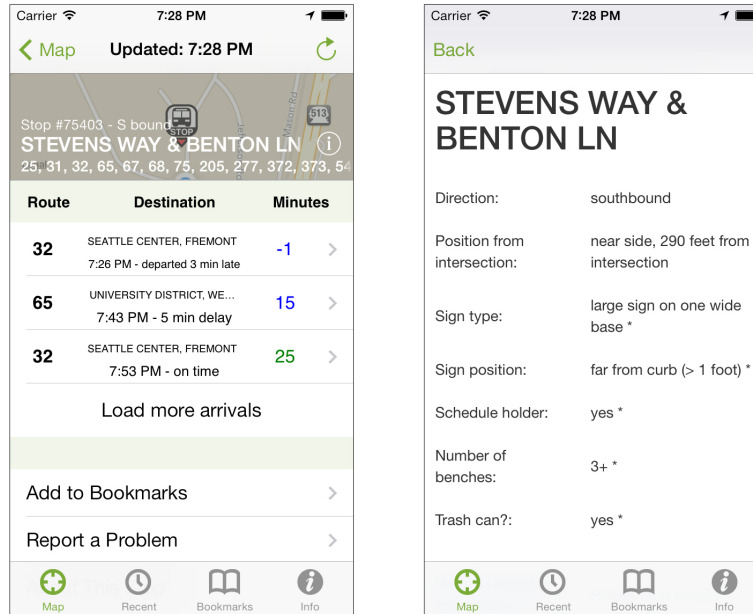 Carrier 7:28 PM
Map Updated: 7:28 PM
Mason Rd
513
STOP
Stop #75403 - S bound
STEVENS WAY & BENTON LN
25, 31, 32, 65, 67, 68, 75, 205, 277, 372, 373, 54
Route Destination Minutes
32 SEATTLE CENTER, FREMONT -1
7:26 PM - departed 3 min late
65 UNIVERSITY DISTRICT, WE... 15
7:43 PM - 5 min delay
32 SEATTLE CENTER, FREMONT 25
7:53 PM - on time
Load more arrivals
Add to Bookmarks
Report a Problem
Map Recent Bookmarks Info
Carrier 7:28 PM
Back
STEVENS WAY &
BENTON LN
Direction: southbound
Position from near side, 290 feet from
intersection: intersection
Sign type: large sign on one wide
base *
Sign position: far from curb (> 1 foot) *
Schedule holder: yes *
Number of
benches: 3+ *
Trash can?: yes *
Map Recent Bookmarks Info